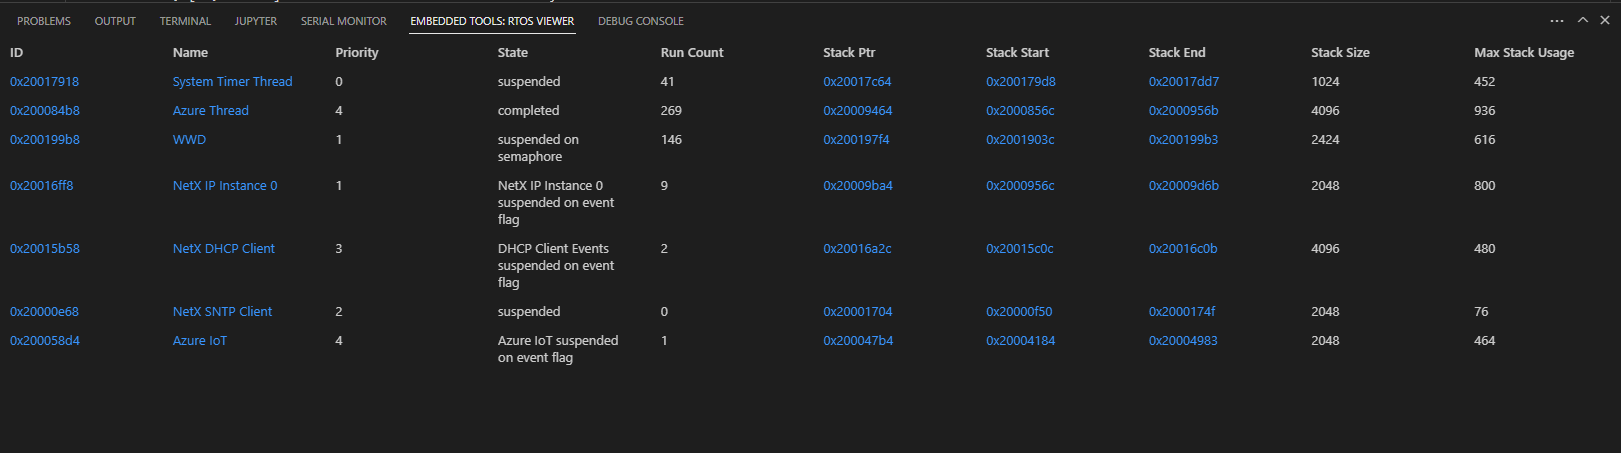 PROBLEMS OUTPUT TERMINAL JUPYTER SERIAL MONITOR EMBEDDED TOOLS: RTOS VIEWER DEBUG CONSOLE
ID Name Priority State Run Count Stack Ptr Stack Start Stack End Stack Size Max Stack Usage
0x20017918 System Timer Thread 0 suspended 41 0x20017c64 0x200179d8 0x20017dd7 1024 452
0x200084b8 Azure Thread 4 completed 269 0x20009464 0x2000856c 0x2000956b 4096 936
0x200199b8 WWD 1 suspended on 146 0x200197f4 0x2001903c 0x200199b3 2424 616
semaphore
0x20016ff8 NetX IP Instance 0 1 NetX IP Instance 0 9 0x20009ba4 0x2000956c 0x20009d6b 2048 800
suspended on event
flag
0x20015b58 NetX DHCP Client 3 DHCP Client Events 2 0x20016a2c 0x20015c0c 0x20016c0b 4096 480
suspended on event
flag
0x20000e68 NetX SNTP Client 2 suspended 0 0x20001704 0x20000f50 0x2000174f 2048 76
0x200058d4 Azure IoT 4 Azure IoT suspended 1 0x200047b4 0x20004184 0x20004983 2048 464
on event flag